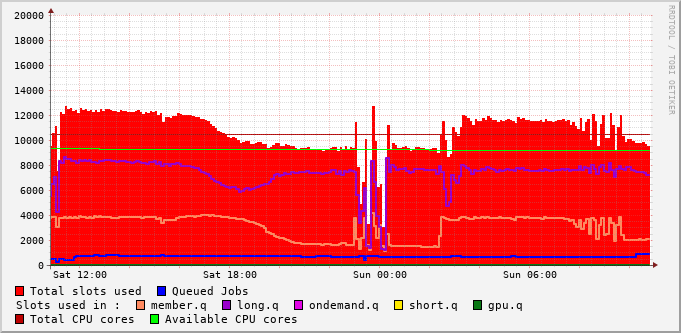 20000
18000
16000
14000
12000
10000
8000
6000
4000
2000
0
Sat 12:00 Sat 18:00 Sun 00:00 Sun 06:00
RRDTOOL / TOBI OETIKER
Total slots used Queued Jobs
Slots used in : member.q long.q ondemand.q short.q gpu.q
Total CPU cores Available CPU cores